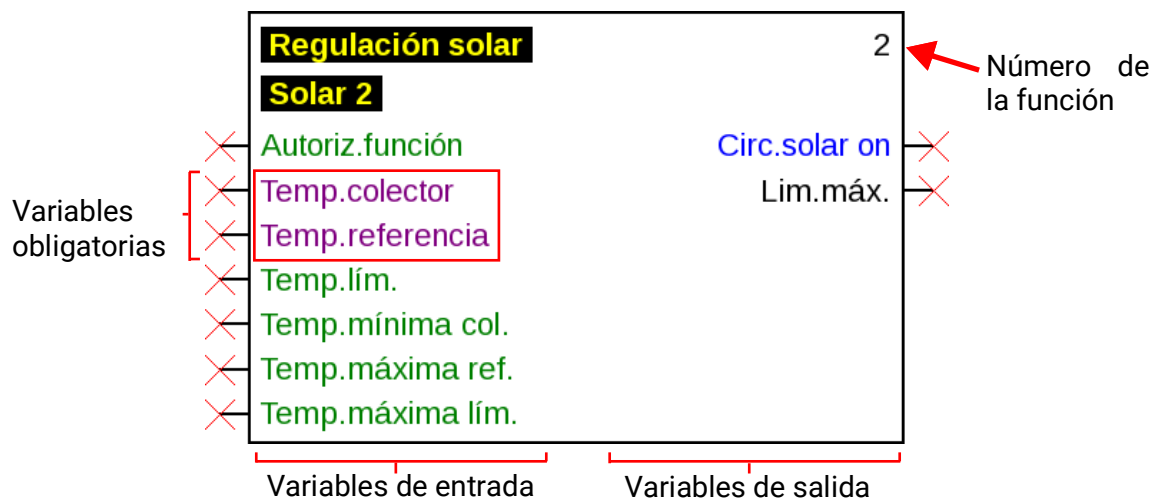 Regulación solar 2
Solar 2
Número de
la función
Autoriz.función Circ.solar on
Temp.colector Lim.máx.
Variables
obligatorias
Temp.referencia
Temp.lím.
Temp.mínima col.
Temp.máxima ref.
Temp.máxima lím.
Variables de entrada Variables de salida